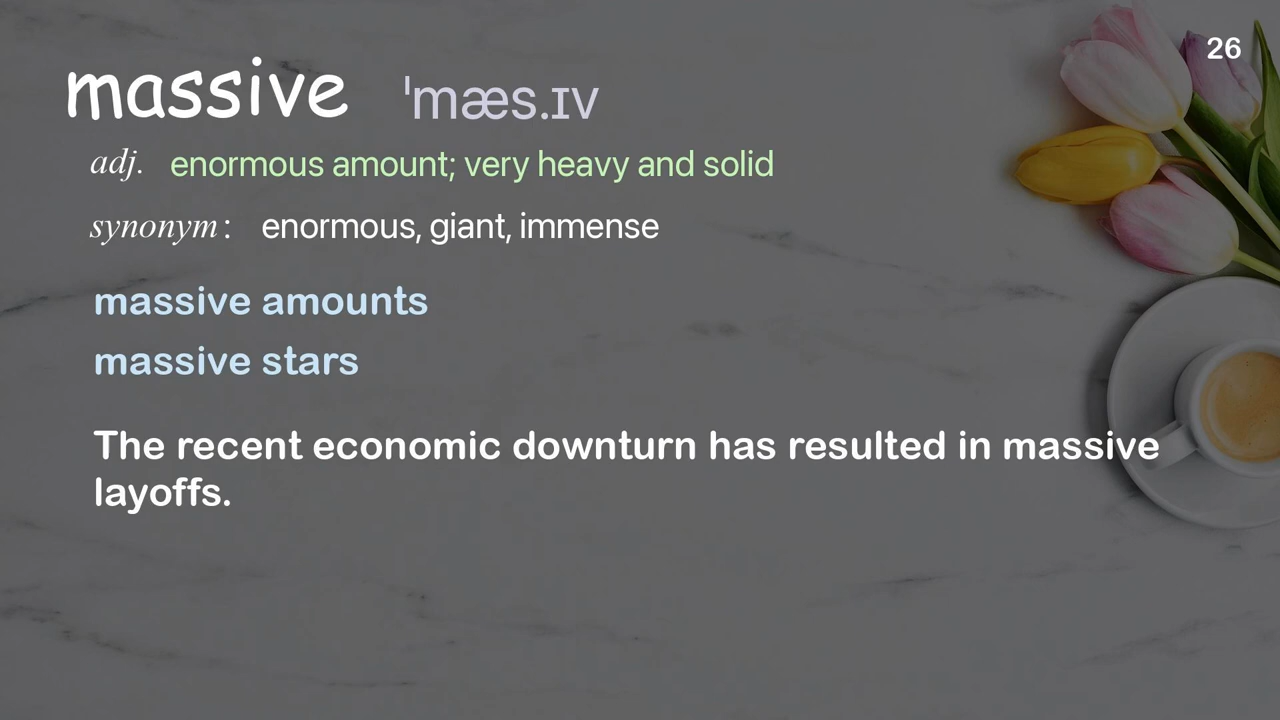 26
massive ˈmæs.ɪv
adj. enormous amount; very heavy and solid
synonym: enormous, giant, immense
massive amounts
massive stars
The recent economic downturn has resulted in massive
layoffs.